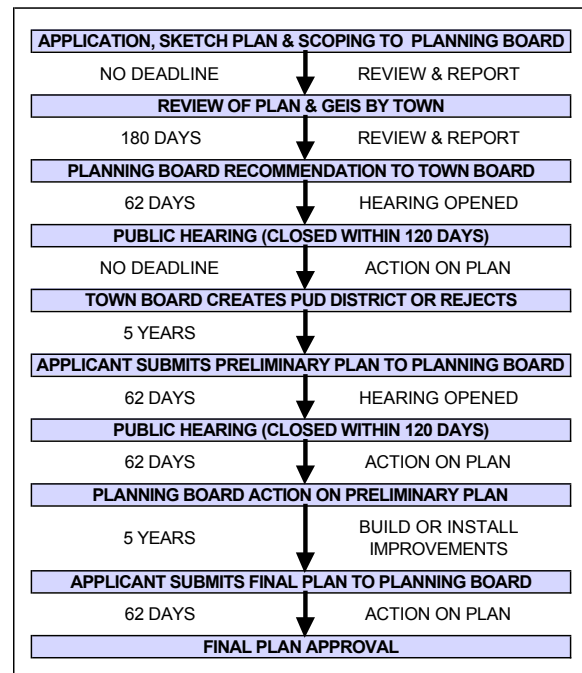 APPLICATION, SKETCH PLAN & SCOPING TO PLANNING BOARD
NO DEADLINE REVIEW & REPORT
REVIEW OF PLAN & GEIS BY TOWN
180 DAYS REVIEW & REPORT
PLANNING BOARD RECOMMENDATION TO TOWN BOARD
62 DAYS HEARING OPENED
PUBLIC HEARING (CLOSED WITHIN 120 DAYS)
NO DEADLINE ACTION ON PLAN
TOWN BOARD CREATES PUD DISTRICT OR REJECTS
5 YEARS
APPLICANT SUBMITS PRELIMINARY PLAN TO PLANNING BOARD
62 DAYS HEARING OPENED
PUBLIC HEARING (CLOSED WITHIN 120 DAYS)
62 DAYS ACTION ON PLAN
PLANNING BOARD ACTION ON PRELIMINARY PLAN
5 YEARS BUILD OR INSTALL
IMPROVEMENTS
APPLICANT SUBMITS FINAL PLAN TO PLANNING BOARD
62 DAYS ACTION ON PLAN
FINAL PLAN APPROVAL